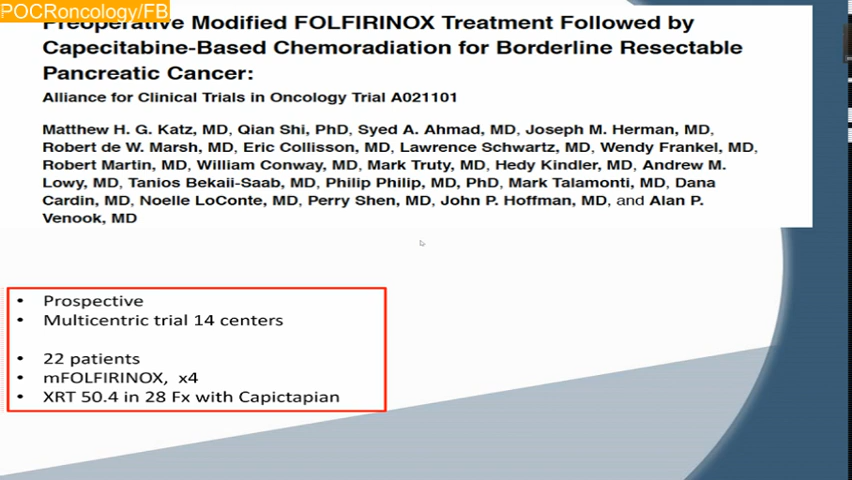 POCRoncology/FB
Preoperative Modified FOLFIRINOX Treatment Followed by
Capecitabine-Based Chemoradiation for Borderline Resectable
Pancreatic Cancer:
Alliance for Clinical Trials in Oncology Trial A021101
Matthew H. G. Katz, MD, Qian Shi, PhD, Syed A. Ahmad, MD, Joseph M. Herman, MD,
Robert de W. Marsh, MD, Eric Collisson, MD, Lawrence Schwartz, MD, Wendy Frankel, MD,
Robert Martin, MD, William Conway, MD, Mark Truty, MD, Hedy Kindler, MD, Andrew M.
Lowy, MD, Tanios Bekaii-Saab, MD, Philip Philip, MD, PhD, Mark Talamonti, MD, Dana
Cardin, MD, Noelle LoConte, MD, Perry Shen, MD, John P. Hoffman, MD, and Alan P.
Venook, MD
• Prospective
• Multicentric trial 14 centers
• 22 patients
• mFOLFIRINOX, x4
• XRT 50.4 in 28 Fx with Capictapian